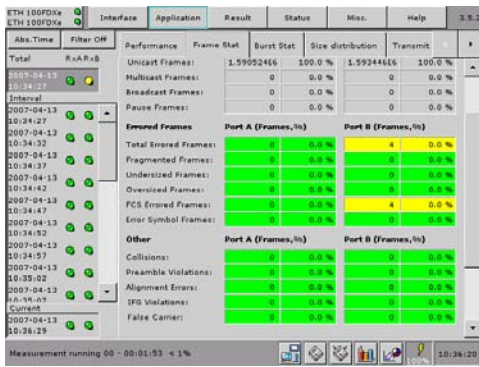 ETH 100FDXa
ETH 100FDXa
Interface Application Result Status Misc. Help 3.5.2
Abs.Time Filter Off
Performance Frame Stat Burst Stat Size distribution Transmit
Total RxA RxB
2007-04-13
10:34:27
Interval
2007-04-13
10:34:27
2007-04-13
10:34:32
2007-04-13
10:34:37
2007-04-13
10:34:42
2007-04-13
10:34:47
2007-04-13
10:34:52
2007-04-13
10:34:57
2007-04-13
10:35:02
2007-04-13
10:35:07
Current
2007-04-13
10:36:29
Unicast Frames: 1.59052466 100.0 % 1.59344666 100.0 %
Multicast Frames: 0 0.0 % 0 0.0 %
Broadcast Frames: 0 0.0 % 0 0.0 %
Pause Frames: 0 0.0 % 0 0.0 %
Errored Frames Port A (Frames,%) Port B (Frames,%)
Total Errored Frames: 0 0.0 % 4 0.0 %
Fragmented Frames: 0 0.0 % 0 0.0 %
Undersized Frames: 0 0.0 % 0 0.0 %
Oversized Frames: 0 0.0 % 0 0.0 %
FCS Errored Frames: 0 0.0 % 4 0.0 %
Error Symbol Frames: 0 0.0 % 0 0.0 %
Other Port A (Frames,%) Port B (Frames,%)
Collisions: 0 0.0 % 0 0.0 %
Preamble Violations: 0 0.0 % 0 0.0 %
Alignment Errors: 0 0.0 % 0 0.0 %
IFG Violations: 0 0.0 % 0 0.0 %
False Carrier: 0 0.0 % 0 0.0 %
Measurement running 00 - 00:01:53 < 1%
100% 10:36:20